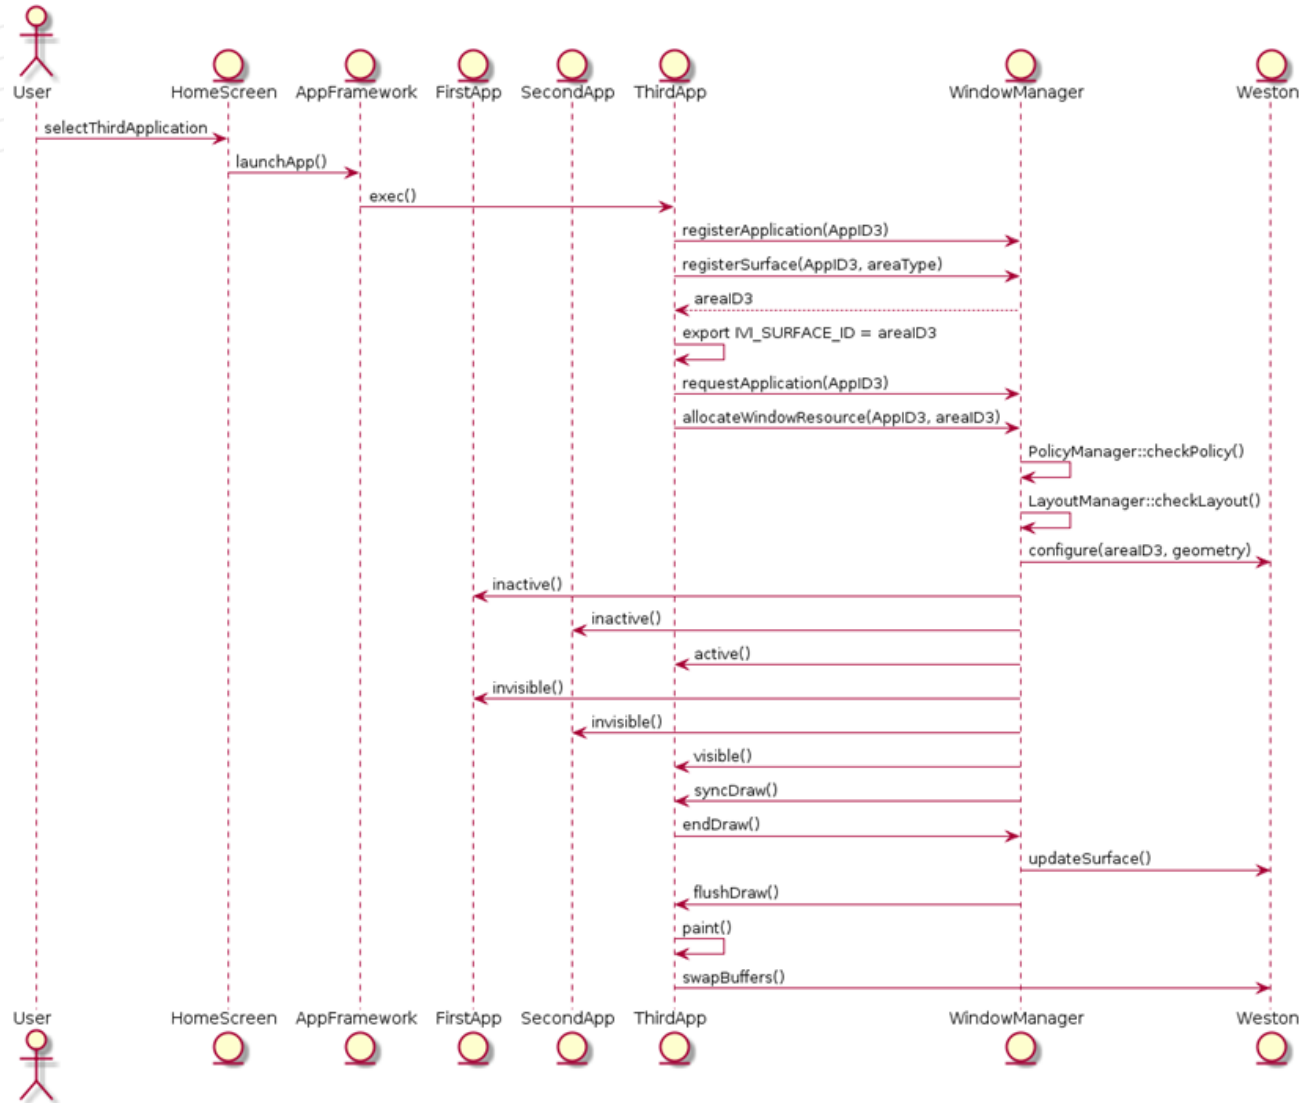 User HomeScreen AppFramework FirstApp SecondApp ThirdApp WindowManager Weston
selectThirdApplication
launchApp()
exec()
registerApplication(AppID3)
registerSurface(AppID3, areaType)
areaID3
export IVI_SURFACE_ID = areaID3
requestApplication(AppID3)
allocateWindowResource(AppID3, areaID3)
PolicyManager::checkPolicy()
LayoutManager::checkLayout()
configure(areaID3, geometry)
inactive()
inactive()
active()
invisible()
invisible()
visible()
syncDraw()
endDraw()
updateSurface()
flushDraw()
paint()
swapBuffers()
User HomeScreen AppFramework FirstApp SecondApp ThirdApp WindowManager Weston